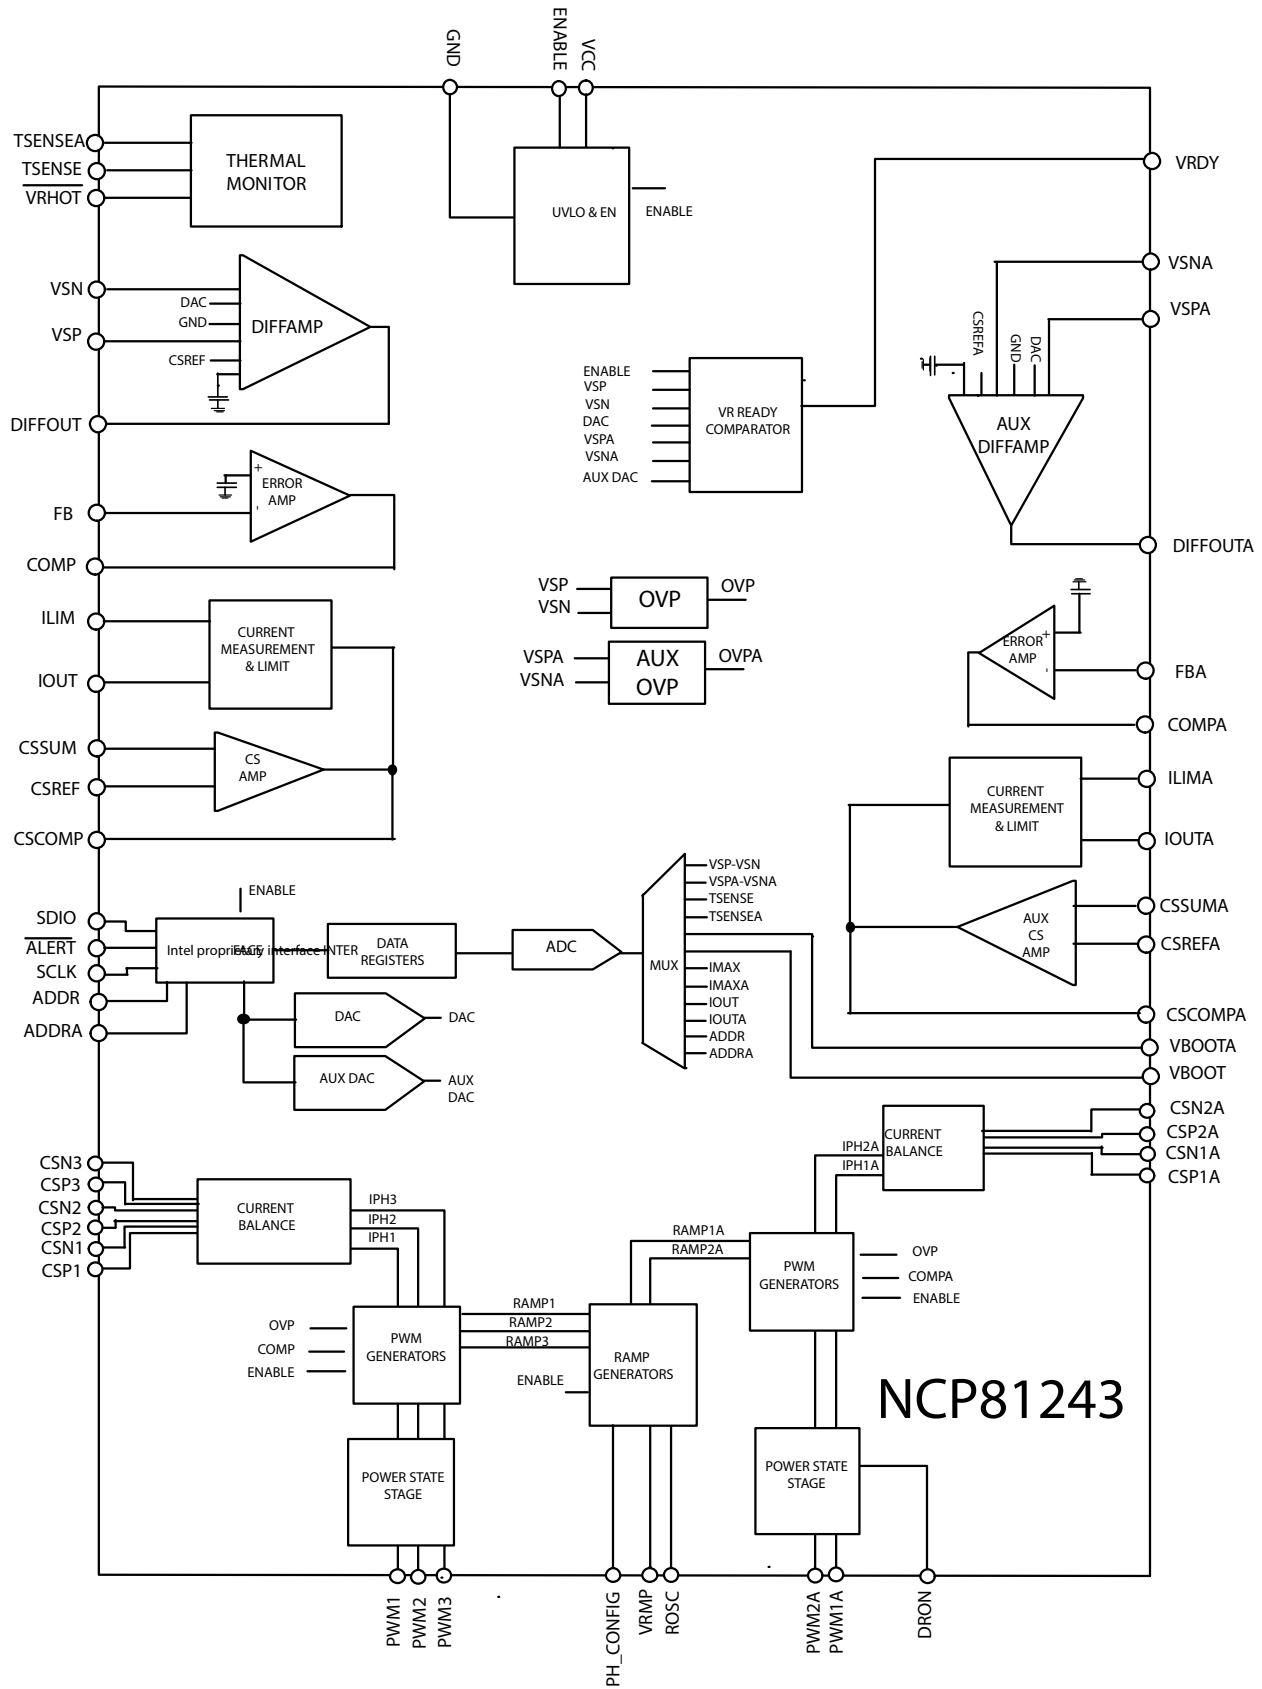 GND
ENABLE
VCC
TSENSEA
TSENSE
VRHOT
THERMAL
MONITOR
UVLO & EN
ENABLE
VRDY
VSN
DAC
GND
VSP
CSREF
DIFFAMP
DIFFOUT
VSNA
VSPA
CSREFA
GND
DAC
AUX
DIFFAMP
DIFFOUTA
ENABLE
VSP
VSN
DAC
VSPA
VSNA
AUX DAC
VR READY
COMPARATOR
+
ERROR
AMP
-
FB
COMP
VSP
VSN
OVP
OVP
VSPA
VSNA
AUX
OVP
OVPA
ERROR
AMP
+
-
FBA
COMPA
ILIM
IOUT
CURRENT
MEASUREMENT
& LIMIT
CSSUM
CSREF
CS
AMP
CSCOMP
CURRENT
MEASUREMENT
& LIMIT
ILIMA
IOUTA
AUX
CS
AMP
CSSUMA
CSREFA
CSCOMPA
VBOOTA
VBOOT
ENABLE
SDIO
ALERT
SCLK
ADDR
ADDRA
Intel proprietary interface INTER
FACE
DATA
REGISTERS
ADC
MUX
VSP-VSN
VSPA-VSNA
TSENSE
TSENSEA
IMAX
IMAXA
IOUT
IOUTA
ADDR
ADDRA
DAC
DAC
AUX DAC
AUX
DAC
CSN2A
CSP2A
CSN1A
CSP1A
CURRENT
BALANCE
IPH2A
IPH1A
CSN3
CSP3
CSN2
CSP2
CSN1
CSP1
CURRENT
BALANCE
IPH3
IPH2
IPH1
RAMP1A
RAMP2A
PWM
GENERATORS
OVP
COMPA
ENABLE
OVP
COMP
ENABLE
PWM
GENERATORS
RAMP1
RAMP2
RAMP3
ENABLE
RAMP
GENERATORS
NCP81243
POWER STATE
STAGE
POWER STATE
STAGE
PWM1
PWM2
PWM3
PH_CONFIG
VRMP
ROSC
PWM2A
PWM1A
DRON